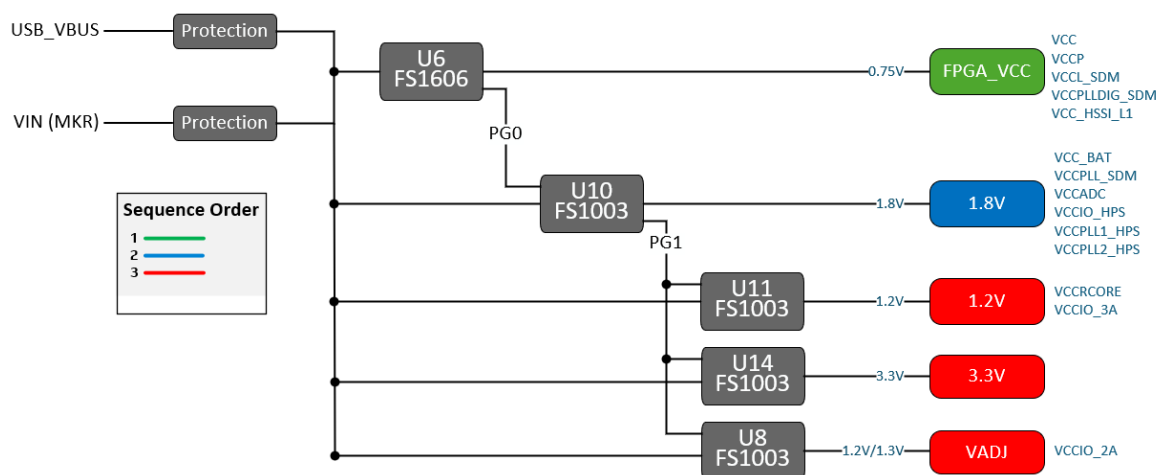 USB_VBUS
Protection
VIN (MKR)
Protection
U6
FS1606
0.75V
FPGA_VCC
VCC
VCCP
VCCL_SDM
VCCPLLDIG_SDM
VCC_HSSI_L1
PG0
U10
FS1003
1.8V
1.8V
VCC_BAT
VCCPLL_SDM
VCCADC
VCCIO_HPS
VCCPLL1_HPS
VCCPLL2_HPS
Sequence Order
1
2
3
PG1
U11
FS1003
1.2V
1.2V
VCCRCORE
VCCIO_3A
U14
FS1003
3.3V
3.3V
U8
FS1003
1.2V/1.3V
VADJ
VCCIO_2A